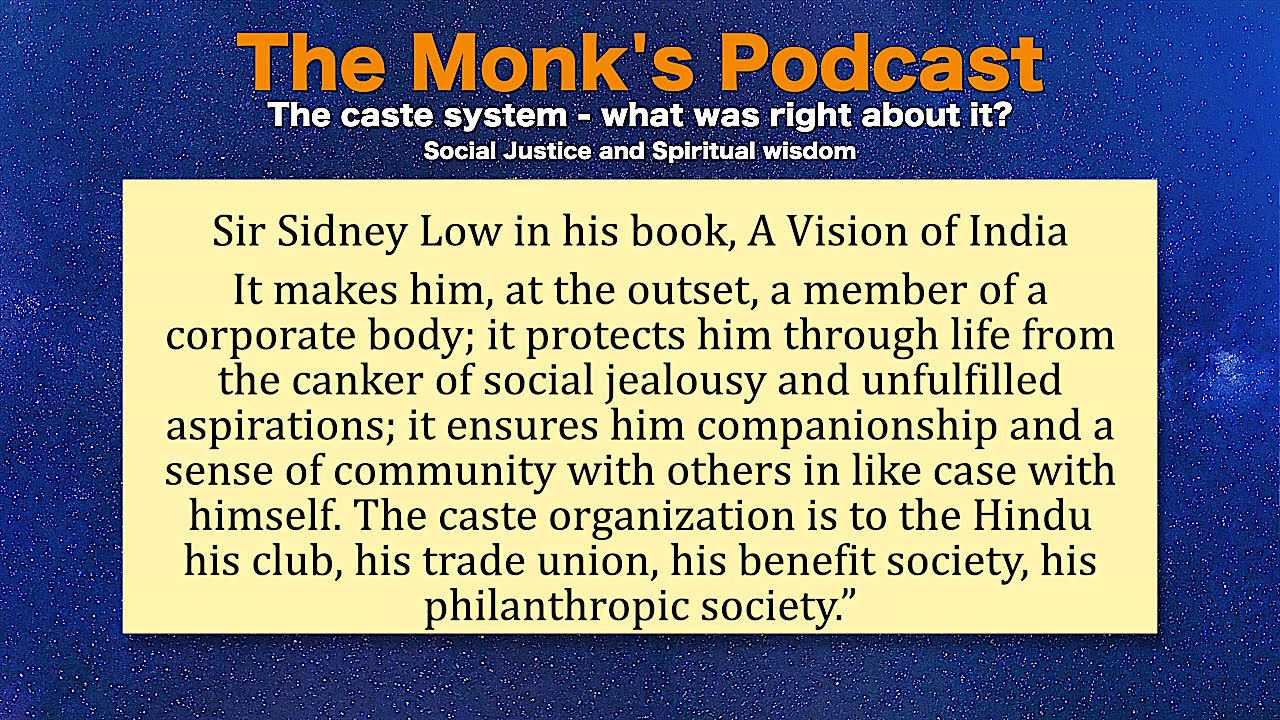 The Monk's Podcast
The caste system - what was right about it?
Social Justice and Spiritual wisdom
Sir Sidney Low in his book, A Vision of India
It makes him, at the outset, a member of a
corporate body; it protects him through life from
the canker of social jealousy and unfulfilled
aspirations; it ensures him companionship and a
sense of community with others in like case with
himself. The caste organization is to the Hindu
his club, his trade union, his benefit society, his
philanthropic society.”